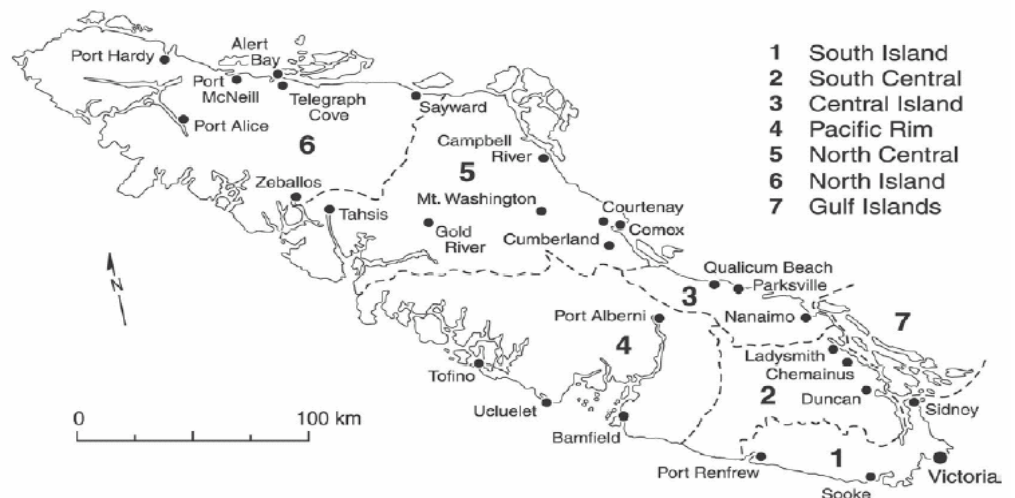 Port Hardy
Alert
Bay
Port
McNeill
Telegraph
Cove
Sayward
Port Alice
6
Campbell
River
5
Zeballos
Tahsis
Mt. Washington
Gold
River
Courtenay
Comox
Cumberland
N
Qualicum Beach
Parksville
3
Nanaimo
7
Port Alberni
4
Ladysmith
Chemainus
Tofino
2
Duncan
Sidney
Ucluelet
Bamfield
0
100 km
Port Renfrew
1
Victoria
Sooke
1 South Island
2 South Central
3 Central Island
4 Pacific Rim
5 North Central
6 North Island
7 Gulf Islands